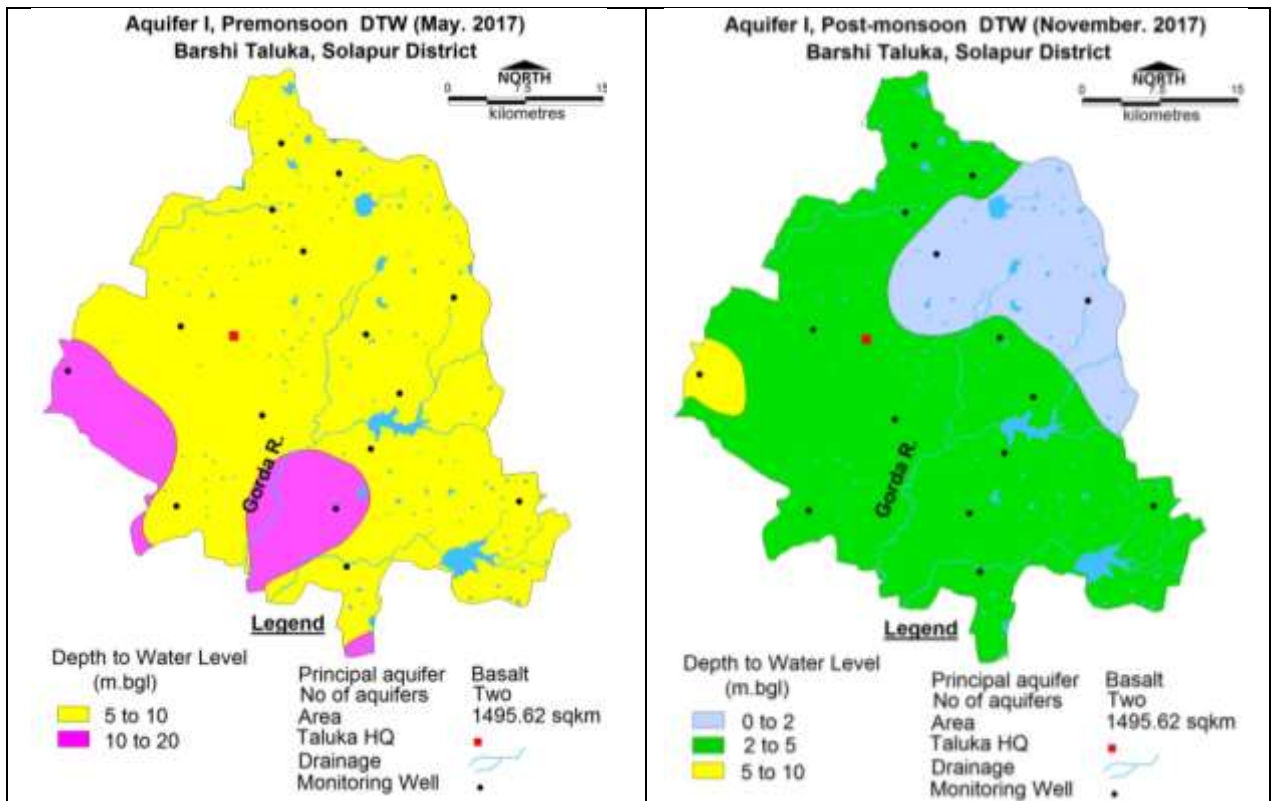 Aquifer I, Premonsoon DTW (May. 2017)
Barshi Taluka, Solapur District
NORTH
0 7.5 15
kilometres
Gorda R.
Legend
Depth to Water Level
(m.bgl)
5 to 10
10 to 20
Principal aquifer Basalt
No of aquifers Two
Area 1495.62 sqkm
Taluka HQ
Drainage
Monitoring Well
Aquifer I, Post-monsoon DTW (November. 2017)
Barshi Taluka, Solapur District
NORTH
0 7.5 15
kilometres
Gorda R.
Legend
Depth to Water Level
(m.bgl)
0 to 2
2 to 5
5 to 10
Principal aquifer Basalt
No of aquifers Two
Area 1495.62 sqkm
Taluka HQ
Drainage
Monitoring Well